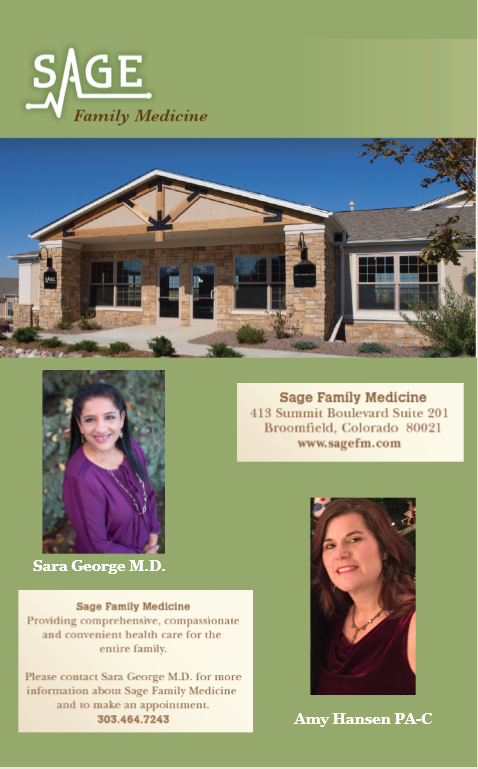 SAGE
Family Medicine
SAGE
Sara George M.D.
Sage Family Medicine
413 Summit Boulevard Suite 201
Broomfield, Colorado 80021
www.sagefm.com
Sage Family Medicine
Providing comprehensive, compassionate
and convenient health care for the
entire family.
Please contact Sara George M.D. for more
information about Sage Family Medicine
and to make an appointment.
303.464.7243
Amy Hansen PA-C